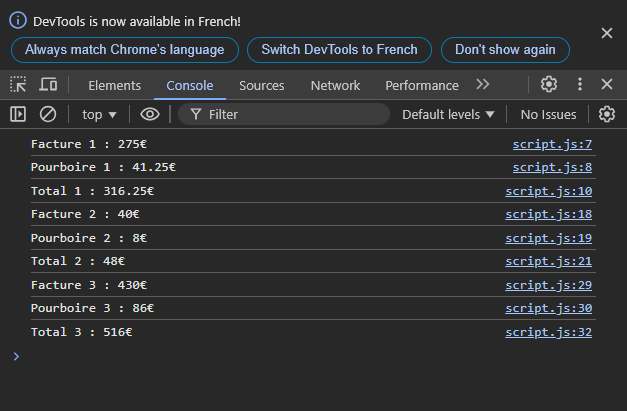 DevTools is now available in French!
Always match Chrome's language Switch DevTools to French Don't show again
Elements Console Sources Network Performance
top Filter Default levels No Issues
Facture 1 : 275€ script.js:7
Pourboire 1 : 41.25€ script.js:8
Total 1 : 316.25€ script.js:10
Facture 2 : 40€ script.js:18
Pourboire 2 : 8€ script.js:19
Total 2 : 48€ script.js:21
Facture 3 : 430€ script.js:29
Pourboire 3 : 86€ script.js:30
Total 3 : 516€ script.js:32